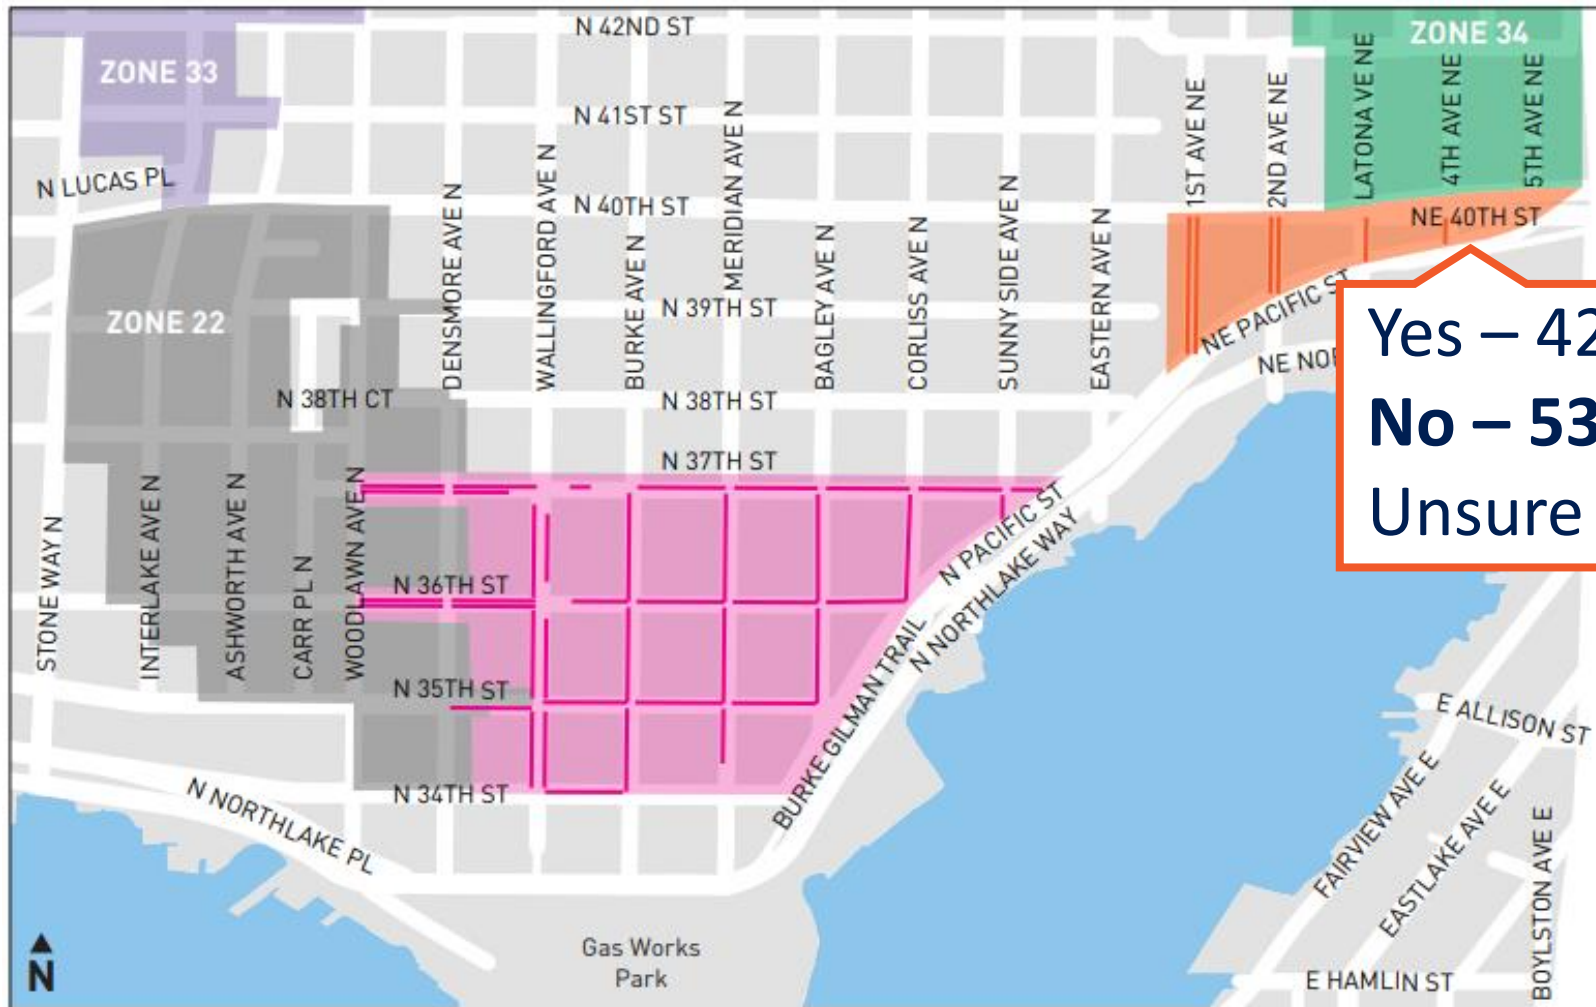 N 42ND ST
ZONE 34
ZONE 33
N 41ST ST
N LUCAS PL
N 40TH ST
NE 40TH ST
1ST AVE NE
2ND AVE NE
LATONA VE NE
4TH AVE NE
5TH AVE NE
DENSMORE AVE N
WALLINGFORD AVE N
BURKE AVE N
MERIDIAN AVE N
BAGLEY AVE N
CORLISS AVE N
SUNNY SIDE AVE N
EASTERN AVE N
N 39TH ST
ZONE 22
NE PACIFIC ST
NE NO
Yes – 42
No – 53
Unsure
N 38TH CT
N 38TH ST
N 37TH ST
STONE WAY N
INTERLAKE AVE N
ASHWORTH AVE N
CARR PL N
WOODLAWN AVE N
N 36TH ST
N PACIFIC ST
N NORTHLAKE WAY
BURKE GILMAN TRAIL
N 35TH ST
N 34TH ST
N NORTHLAKE PL
E ALLISON ST
FAIRVIEW AVE E
EASTLAKE AVE E
BOYLSTON AVE E
Gas Works
Park
E HAMLIN ST
N